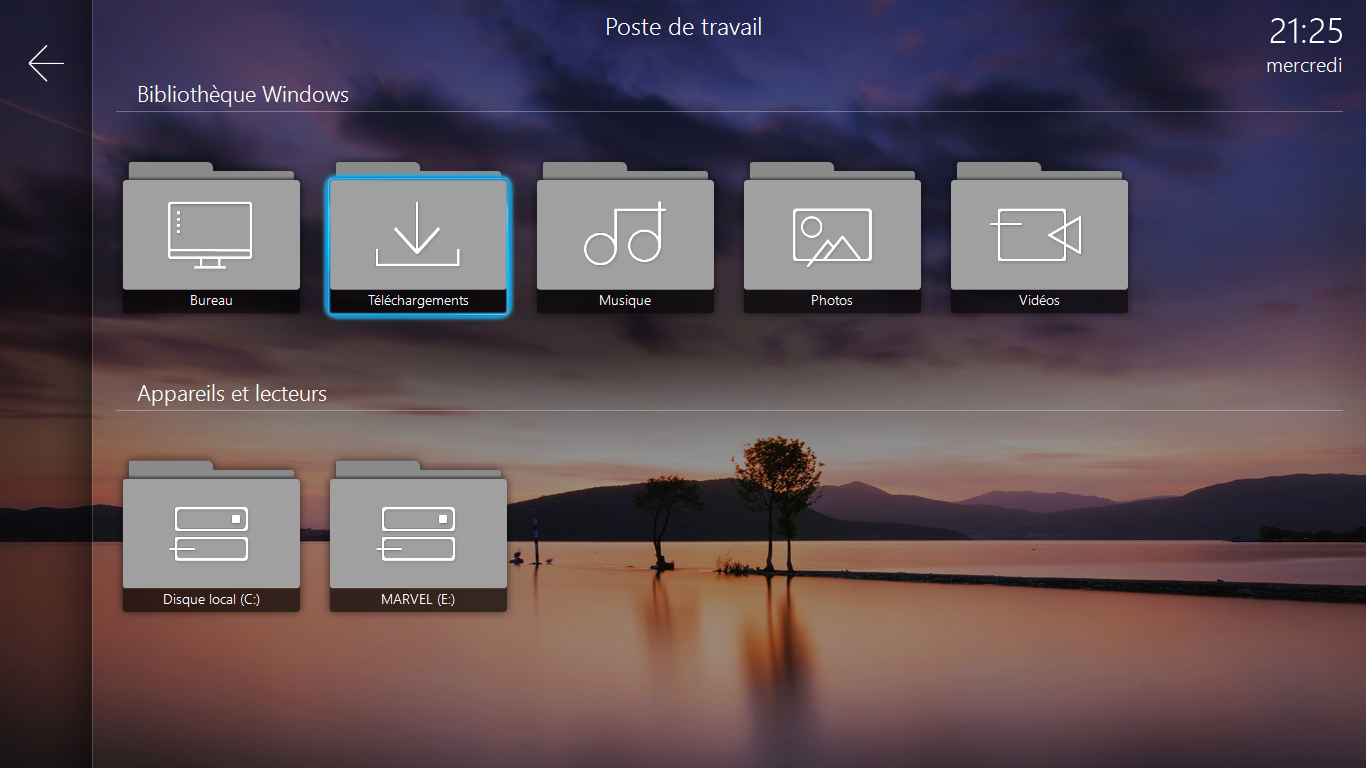 Poste de travail
21:25
mercredi
Bibliothèque Windows
Bureau
Téléchargements
Musique
Photos
Vidéos
Appareils et lecteurs
Disque local (C:)
MARVEL (E:)